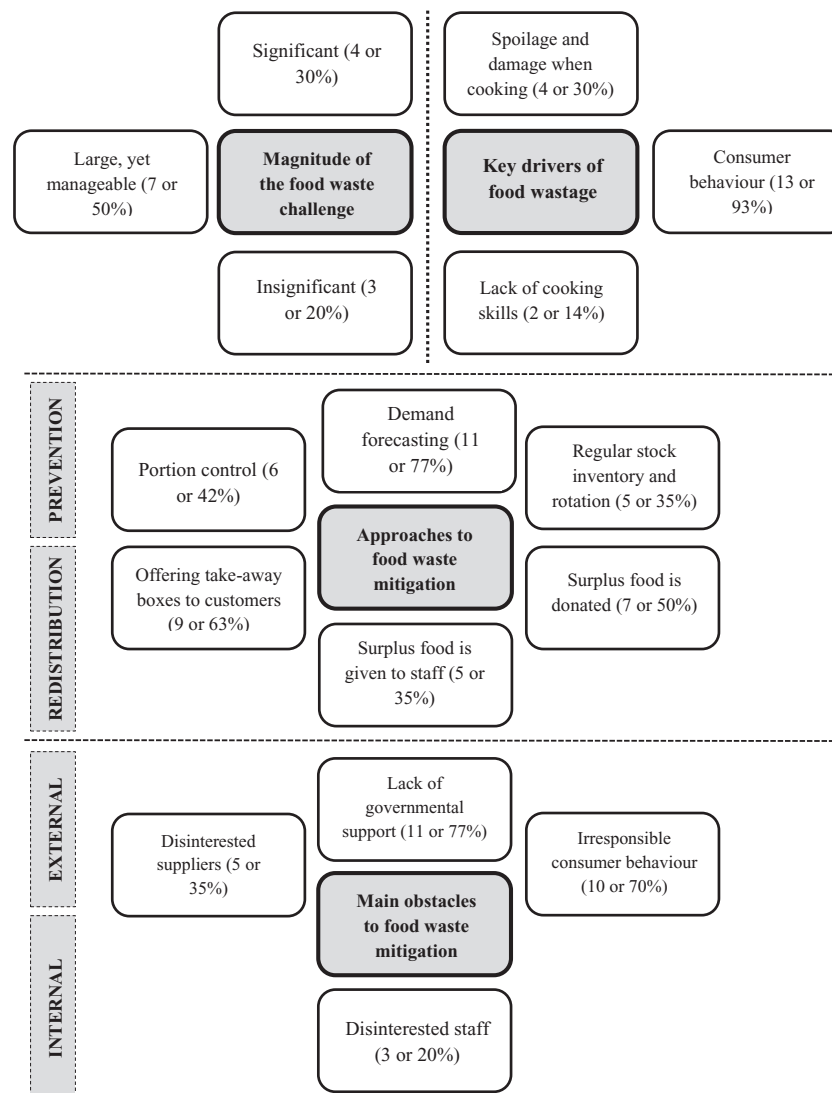 Significant (4 or
30%)
Spoilage and
damage when
cooking (4 or 30%)
Large, yet
manageable (7 or
50%)
Magnitude of
the food waste
challenge
Key drivers of
food wastage
Consumer
behaviour (13 or
93%)
Insignificant (3
or 20%)
Lack of cooking
skills (2 or 14%)
PREVENTION
Demand
forecasting (11
or 77%)
Portion control (6
or 42%)
Regular stock
inventory and
rotation (5 or 35%)
Approaches to
food waste
mitigation
REDISTRIBUTION
Offering take-away
boxes to customers
(9 or 63%)
Surplus food is
donated (7 or 50%)
Surplus food is
given to staff (5 or
35%)
EXTERNAL
Lack of
governmental
support (11 or 77%)
Disinterested
suppliers (5 or
35%)
Irresponsible
consumer behaviour
(10 or 70%)
Main obstacles
to food waste
mitigation
INTERNAL
Disinterested staff
(3 or 20%)